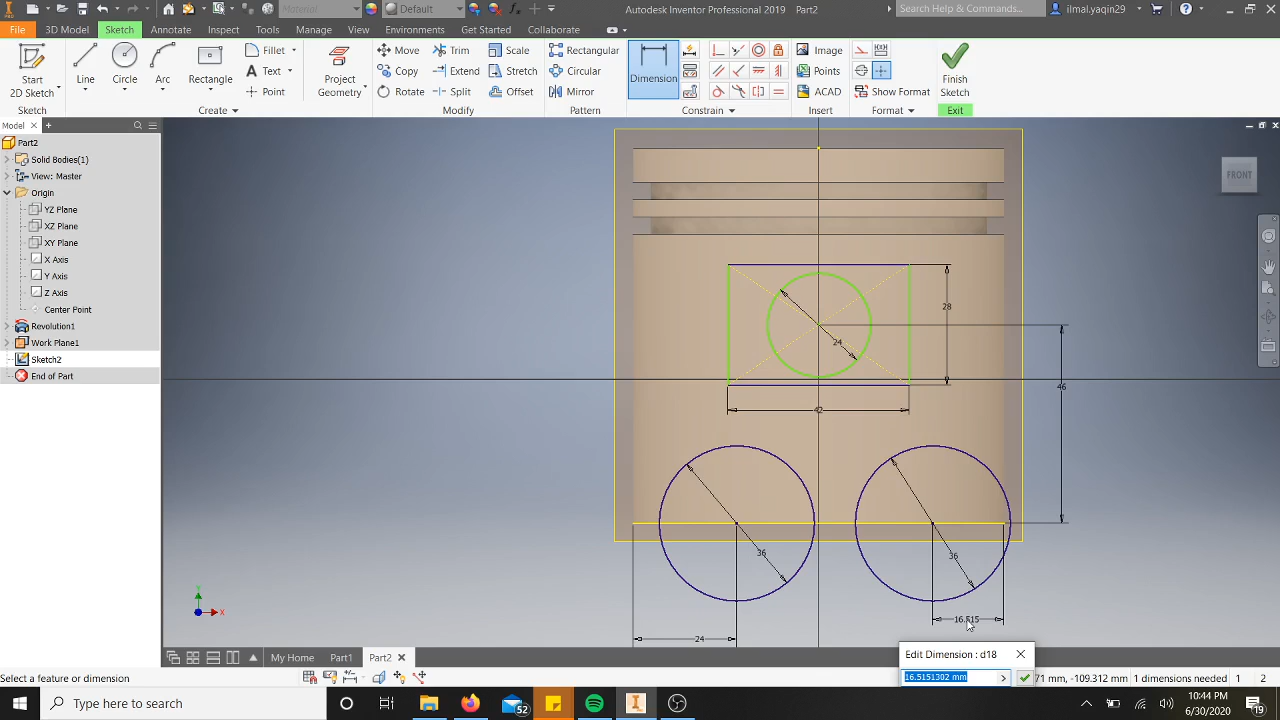 Material
Default
Autodesk Inventor Professional 2019 Part2
Search Help & Commands...
ilmal.yaqin29
File
3D Model
Sketch
Annotate
Inspect
Tools
Manage
View
Environments
Get Started
Collaborate
Start
2D Sketch
Line
Circle
Arc
Rectangle
Fillet
Text
Point
Project
Geometry
Move
Trim
Scale
Copy
Extend
Stretch
Rotate
Split
Offset
Rectangular
Circular
Mirror
Dimension
Image
Points
ACAD
Show Format
Finish
Sketch
Sketch
Create
Modify
Pattern
Constrain
Insert
Format
Exit
Model
Part2
Solid Bodies(1)
View: Master
Origin
YZ Plane
XZ Plane
XY Plane
X Axis
Y Axis
Z Axis
Center Point
Revolution1
Work Plane1
Sketch2
End of Part
FRONT
28
24
46
42
36
36
16.515
24
Y
X
Edit Dimension : d18
16.5151302 mm
My Home
Part1
Part2
Select a feature or dimension
71 mm, -109.312 mm
1 dimensions needed
1
2
Type here to search
52
10:44 PM
6/30/2020